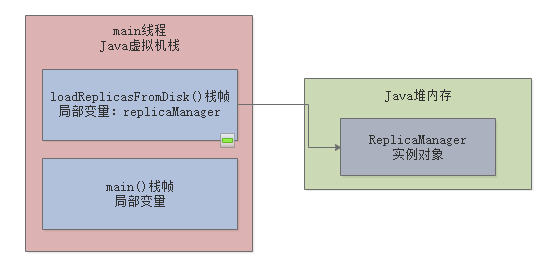 main线程
Java虚拟机栈
loadReplicasFromDisk()栈帧
局部变量：replicaManager
main()栈帧
局部变量
Java堆内存
ReplicaManager
实例对象